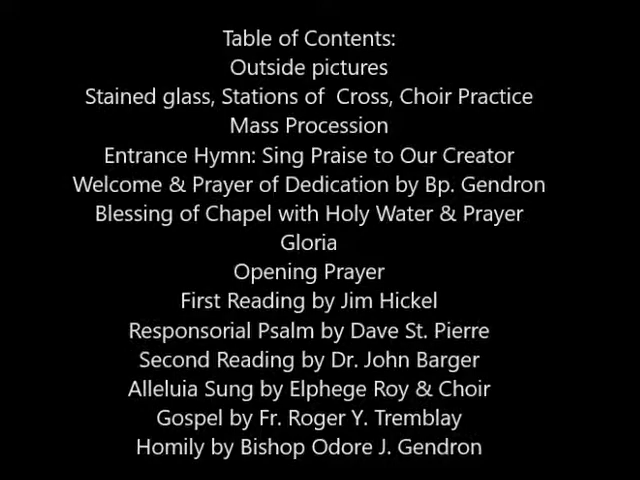 Table of Contents:
Outside pictures
Stained glass, Stations of  Cross, Choir Practice
Mass Procession
Entrance Hymn: Sing Praise to Our Creator
Welcome & Prayer of Dedication by Bp. Gendron
Blessing of Chapel with Holy Water & Prayer
Gloria
Opening Prayer
First Reading by Jim Hickel
Responsorial Psalm by Dave St. Pierre
Second Reading by Dr. John Barger
Alleluia Sung by Elphege Roy & Choir
Gospel by Fr. Roger Y. Tremblay
Homily by Bishop Odore J. Gendron